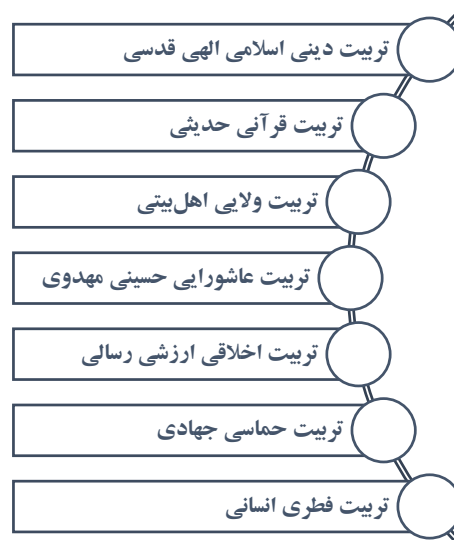 تربیت دینی اسلامی الهی قدسی
تربیت قرآنی حدیثی
تربیت ولایی اهل‌بیتی
تربیت عاشورایی حسینی مهدوی
تربیت اخلاقی ارزشی رسالی
تربیت حماسی جهادی
تربیت فطری انسانی